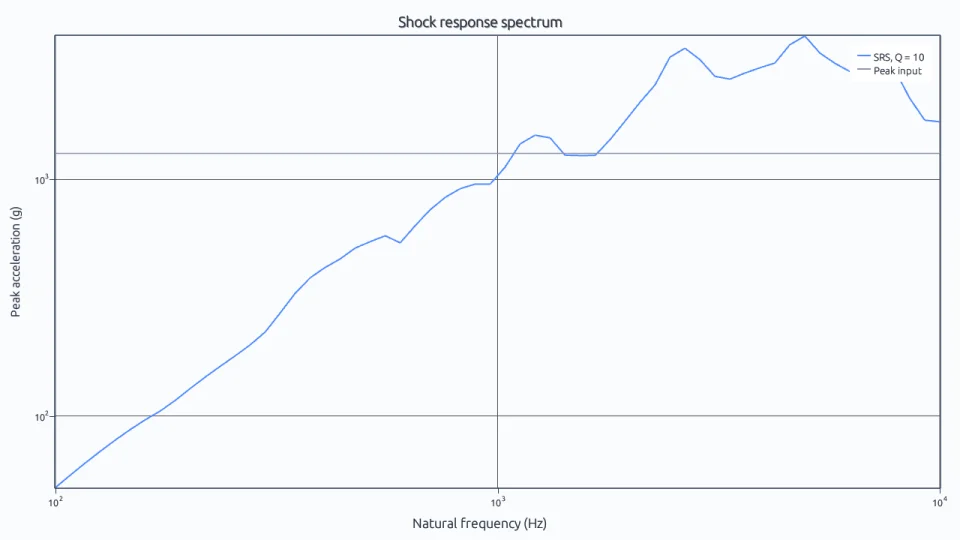 Shock response spectrum
SRS, Q = 10
Peak input
Peak acceleration (g)
10³
10²
10² 10³ 10⁴
Natural frequency (Hz)